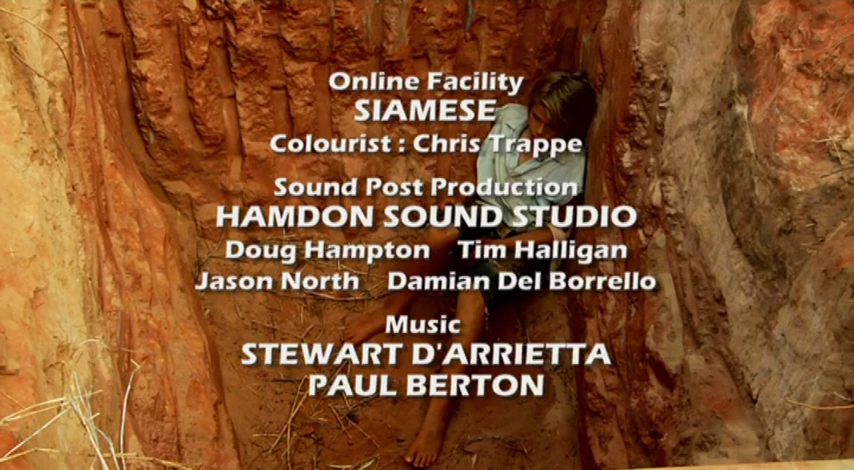 Online Facility
SIAMESE
Colourist : Chris Trappe
Sound Post Production
HAMDON SOUND STUDIO
Doug Hampton Tim Halligan
Jason North Damian Del Borrello
Music
STEWART D'ARRIETTA
PAUL BERTON